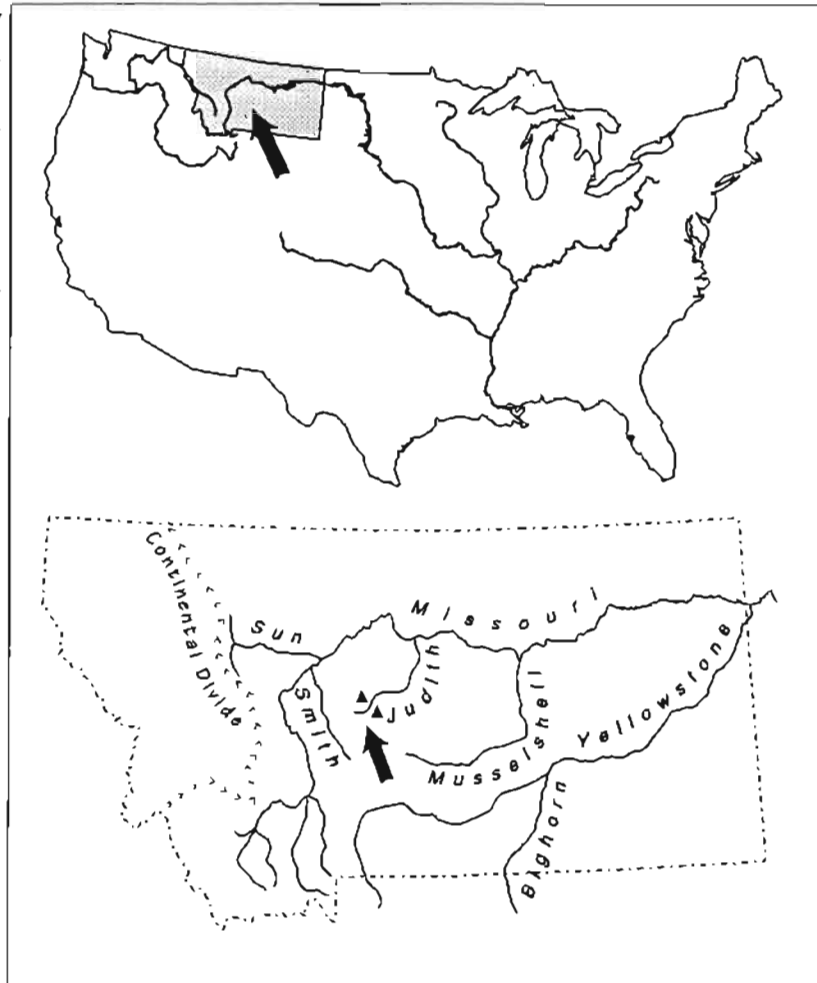 Continental Divide
Sun
Missouri
Smith
Judith
Musselshell
Yellowstone
Bighorn